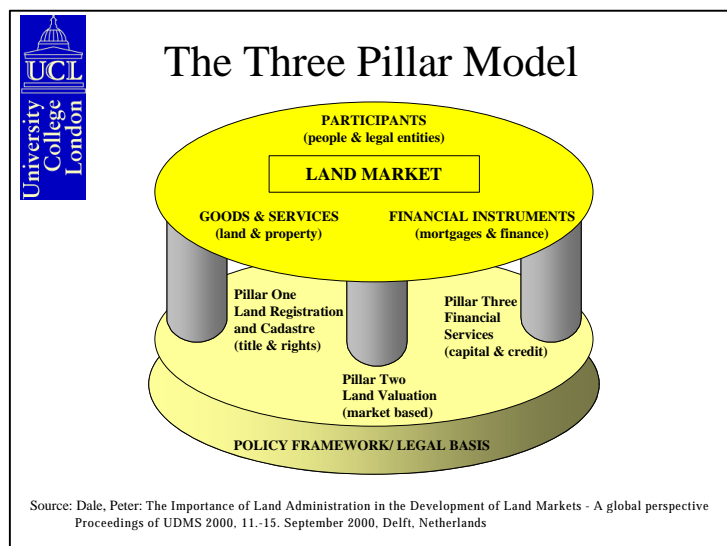 UCL
University
College
London
The Three Pillar Model
PARTICIPANTS
(people & legal entities)
LAND MARKET
GOODS & SERVICES
(land & property)
FINANCIAL INSTRUMENTS
(mortgages & finance)
Pillar One
Land Registration
and Cadastre
(title & rights)
Pillar Two
Land Valuation
(market based)
Pillar Three
Financial
Services
(capital & credit)
POLICY FRAMEWORK/ LEGAL BASIS
Source: Dale, Peter: The Importance of Land Administration in the Development of Land Markets - A global perspective
Proceedings of UDMS 2000, 11.-15. September 2000, Delft, Netherlands